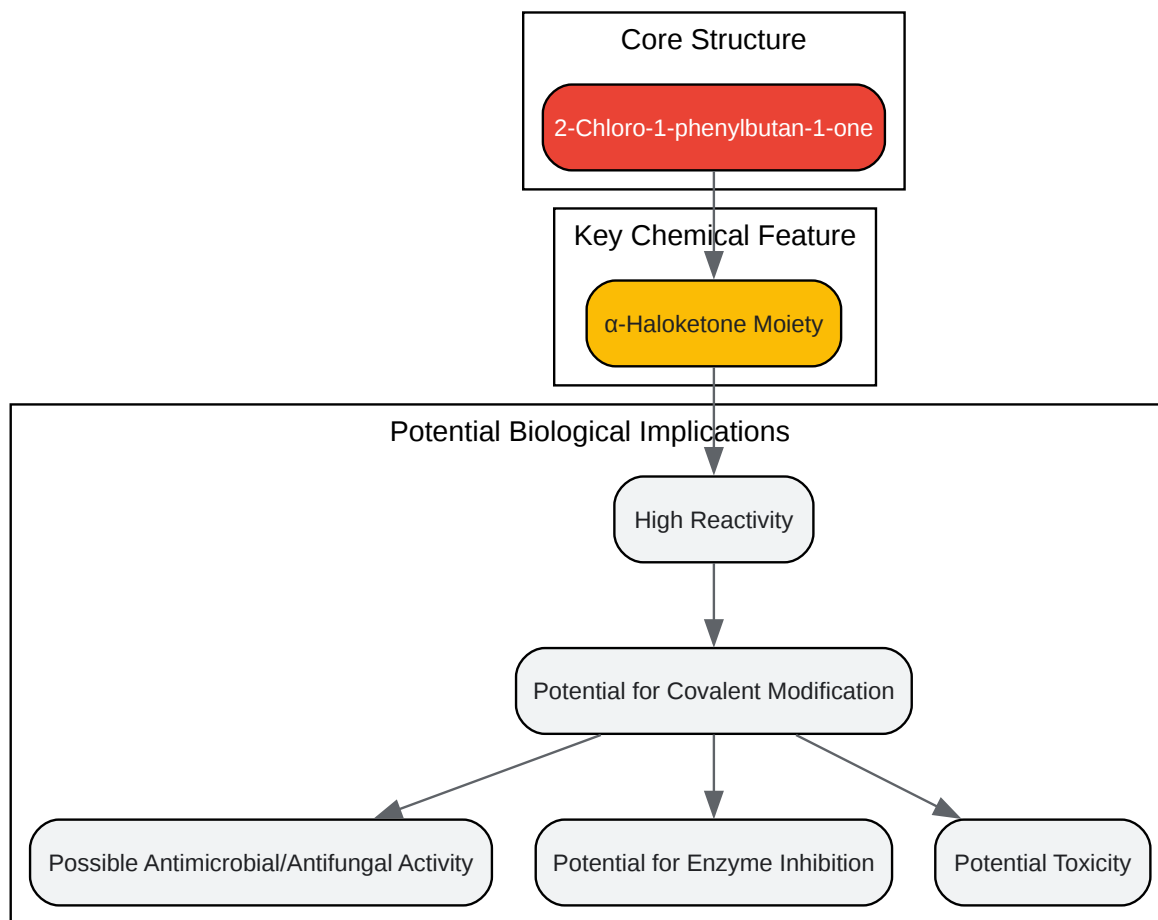 Core Structure
2-Chloro-1-phenylbutan-1-one
Key Chemical Feature
α-Haloketone Moiety
Potential Biological Implications
High Reactivity
Potential for Covalent Modification
Possible Antimicrobial/Antifungal Activity
Potential for Enzyme Inhibition
Potential Toxicity